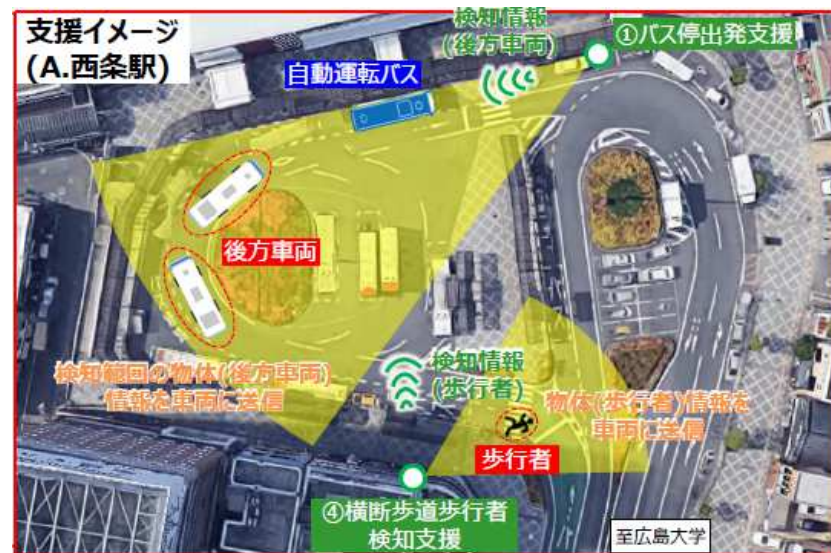 支援イメージ
(A.西条駅)
検知情報
(後方車両)
①バス停出発支援
自動運転バス
後方車両
検知範囲の物体(後方車両)
情報を車両に送信
検知情報
(歩行者)
物体(歩行者)情報を
車両に送信
歩行者
④横断歩道歩行者
検知支援
至広島大学